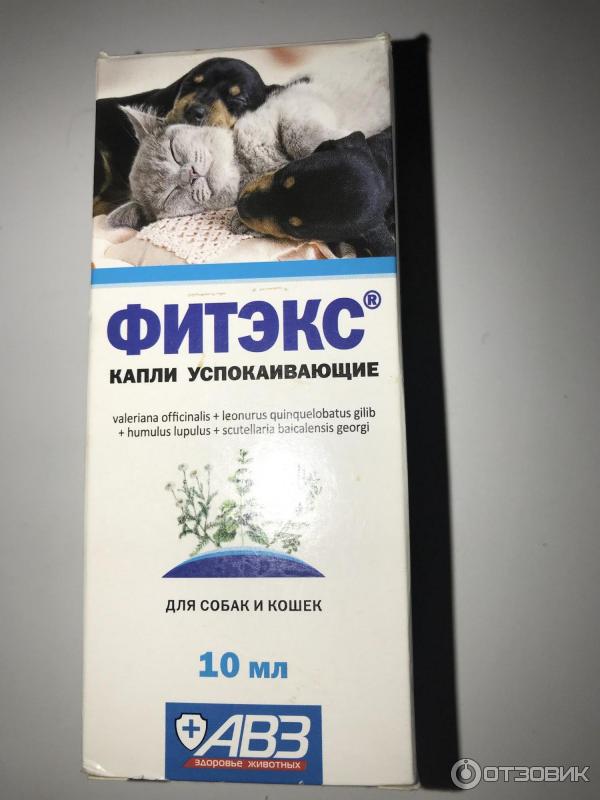 ФИТЭКС®
КАПЛИ УСПОКАИВАЮЩИЕ
valeriana officinalis + leonurus quinquelobatus gilib
+ humulus lupulus + scutellaria baicalensis georgi
ДЛЯ СОБАК И КОШЕК
10 мл
АВЗ
здоровье животных
ОТЗОВИК